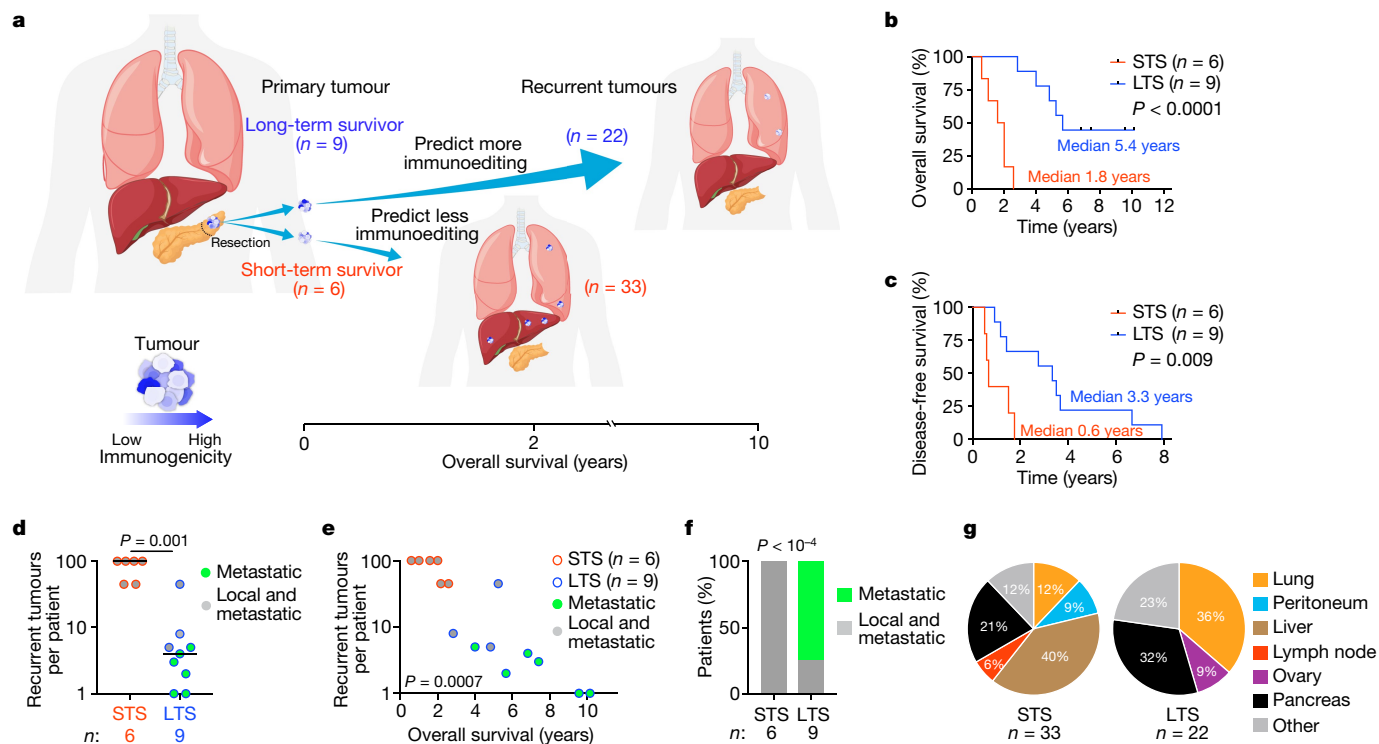 a
Primary tumour
Recurrent tumours
Long-term survivor
(n = 9)
(n = 22)
Predict more
immunoediting
Predict less
immunoediting
Resection
Short-term survivor
(n = 6)
(n = 33)
Tumour
Low
High
Immunogenicity
0
2
10
Overall survival (years)
b
Overall survival (%)
100
75
50
25
0
STS (n = 6)
LTS (n = 9)
P < 0.0001
Median 5.4 years
Median 1.8 years
0 2 4 6 8 10 12
Time (years)
c
Disease-free survival (%)
100
75
50
25
0
STS (n = 6)
LTS (n = 9)
P = 0.009
Median 3.3 years
Median 0.6 years
0 2 4 6 8
Time (years)
d
P = 0.001
Recurrent tumours
per patient
100
10
1
Metastatic
Local and
metastatic
STS LTS
n: 6 9
e
Recurrent tumours
per patient
100
10
1
STS (n = 6)
LTS (n = 9)
Metastatic
Local and
metastatic
P = 0.0007
0 2 4 6 8 10
Overall survival (years)
f
P < 10⁻⁴
Patients (%)
100
50
0
Metastatic
Local and
metastatic
STS LTS
n: 6 9
g
12%
12%
9%
40%
6%
21%
STS
n = 33
23%
36%
9%
32%
LTS
n = 22
Lung
Peritoneum
Liver
Lymph node
Ovary
Pancreas
Other